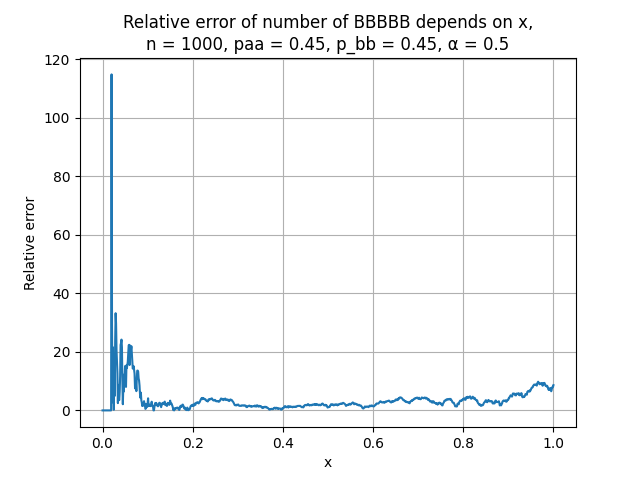 Relative error of number of BBBBB depends on x,
n = 1000, paa = 0.45, p_bb = 0.45, α = 0.5
120
100
80
60
40
20
0
Relative error
0.0 0.2 0.4 0.6 0.8 1.0
x